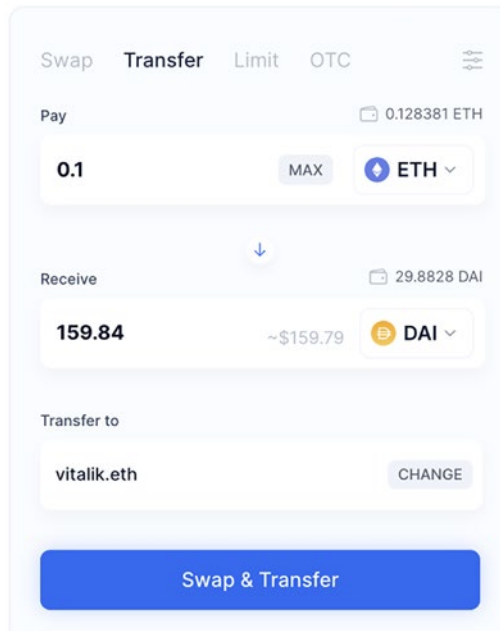 Swap Transfer Limit OTC
Pay 0.128381 ETH
0.1 MAX ETH
Receive 29.8828 DAI
159.84 ~$159.79 DAI
Transfer to
vitalik.eth CHANGE
Swap & Transfer